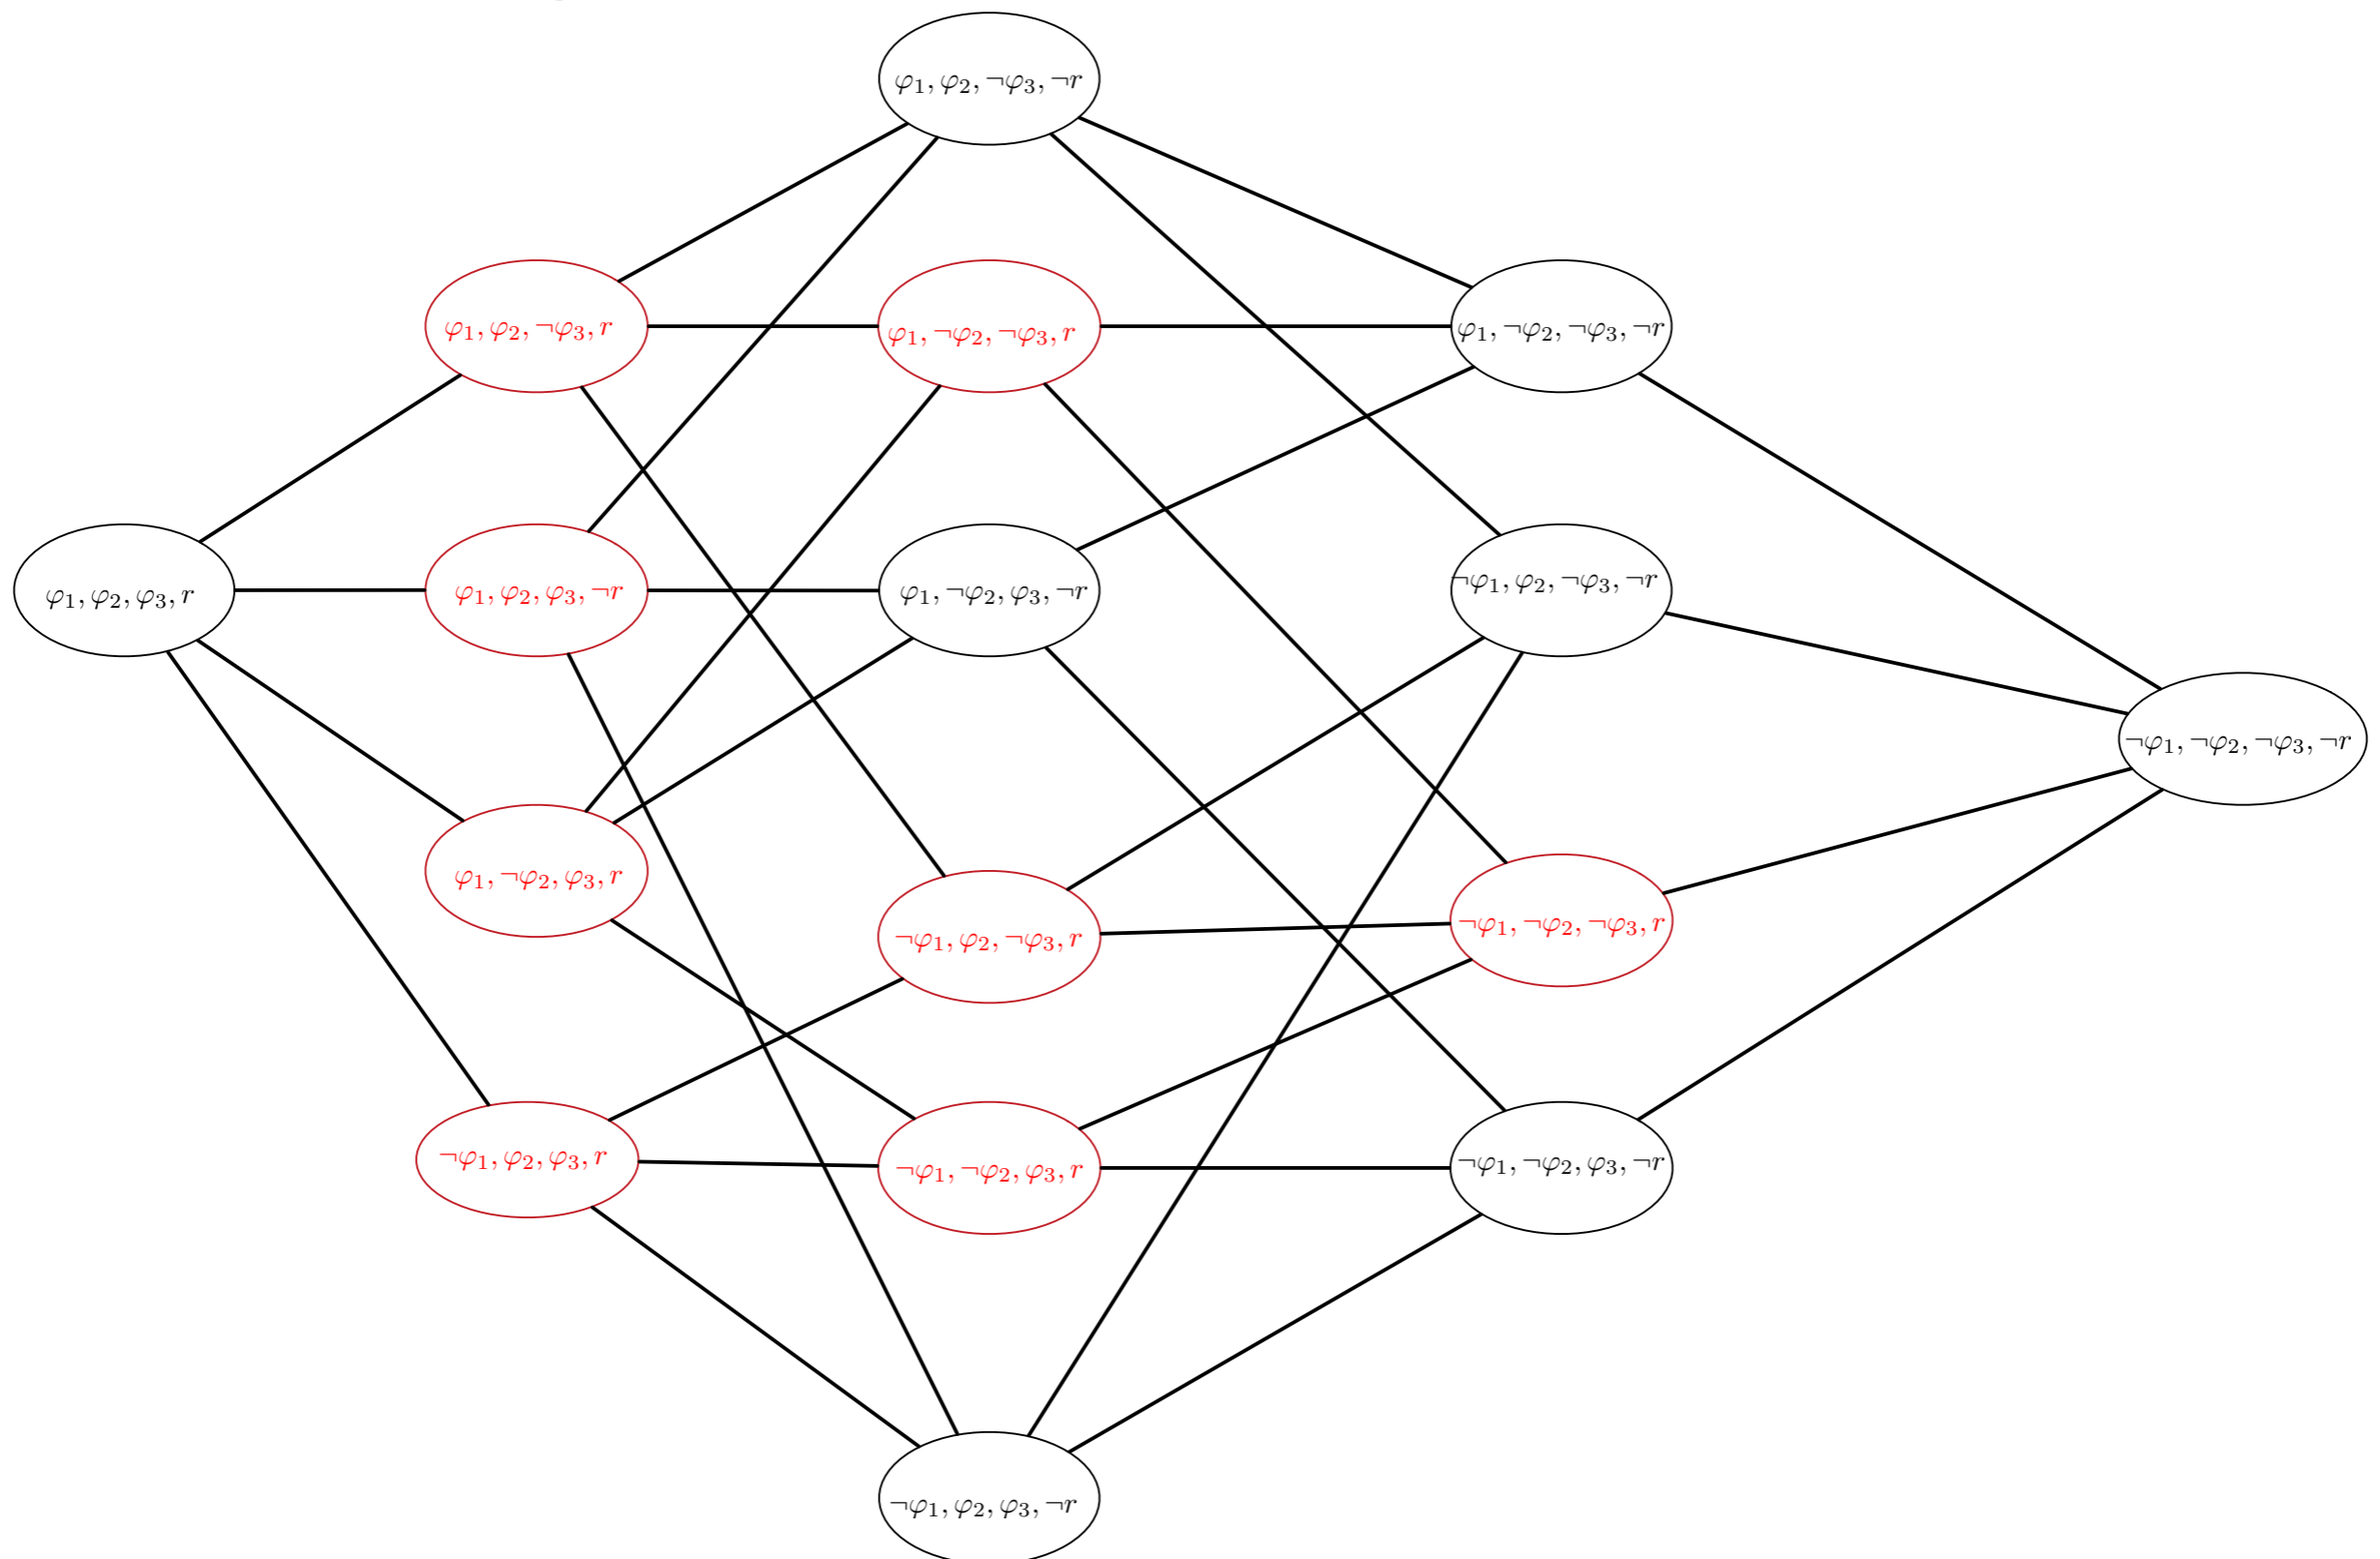 φ₁, φ₂, ¬φ₃, ¬r
φ₁, φ₂, ¬φ₃, r
φ₁, ¬φ₂, ¬φ₃, r
φ₁, ¬φ₂, ¬φ₃, ¬r
φ₁, φ₂, φ₃, r
φ₁, φ₂, φ₃, ¬r
φ₁, ¬φ₂, φ₃, ¬r
¬φ₁, φ₂, ¬φ₃, ¬r
¬φ₁, ¬φ₂, ¬φ₃, ¬r
φ₁, ¬φ₂, φ₃, r
¬φ₁, φ₂, ¬φ₃, r
¬φ₁, ¬φ₂, ¬φ₃, r
¬φ₁, φ₂, φ₃, r
¬φ₁, ¬φ₂, φ₃, r
¬φ₁, ¬φ₂, φ₃, ¬r
¬φ₁, φ₂, φ₃, ¬r